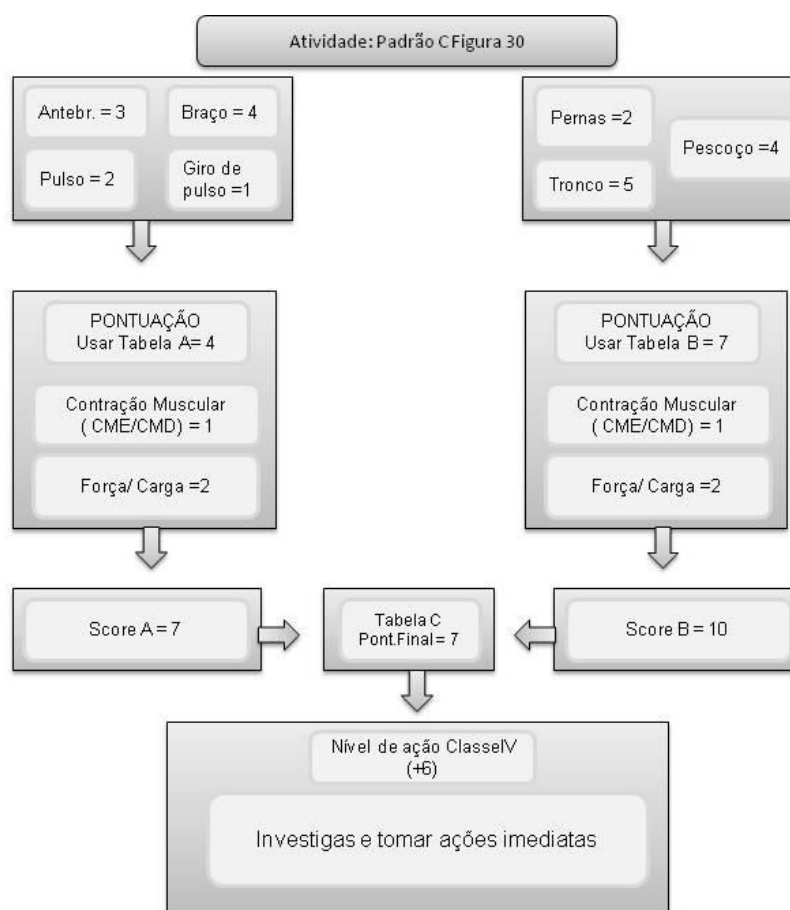 Atividade: Padrão C Figura 30
Antebr. = 3
Braço = 4
Pulso = 2
Giro de
pulso =1
Pernas =2
Pescoço =4
Tronco = 5
PONTUAÇÃO
Usar Tabela A= 4
Contração Muscular
( CME/CMD) = 1
Força/ Carga =2
PONTUAÇÃO
Usar Tabela B = 7
Contração Muscular
( CME/CMD) = 1
Força/ Carga =2
Score A = 7
Tabela C
Pont.Final = 7
Score B = 10
Nível de ação ClasseIV
(+6)
Investigas e tomar ações imediatas